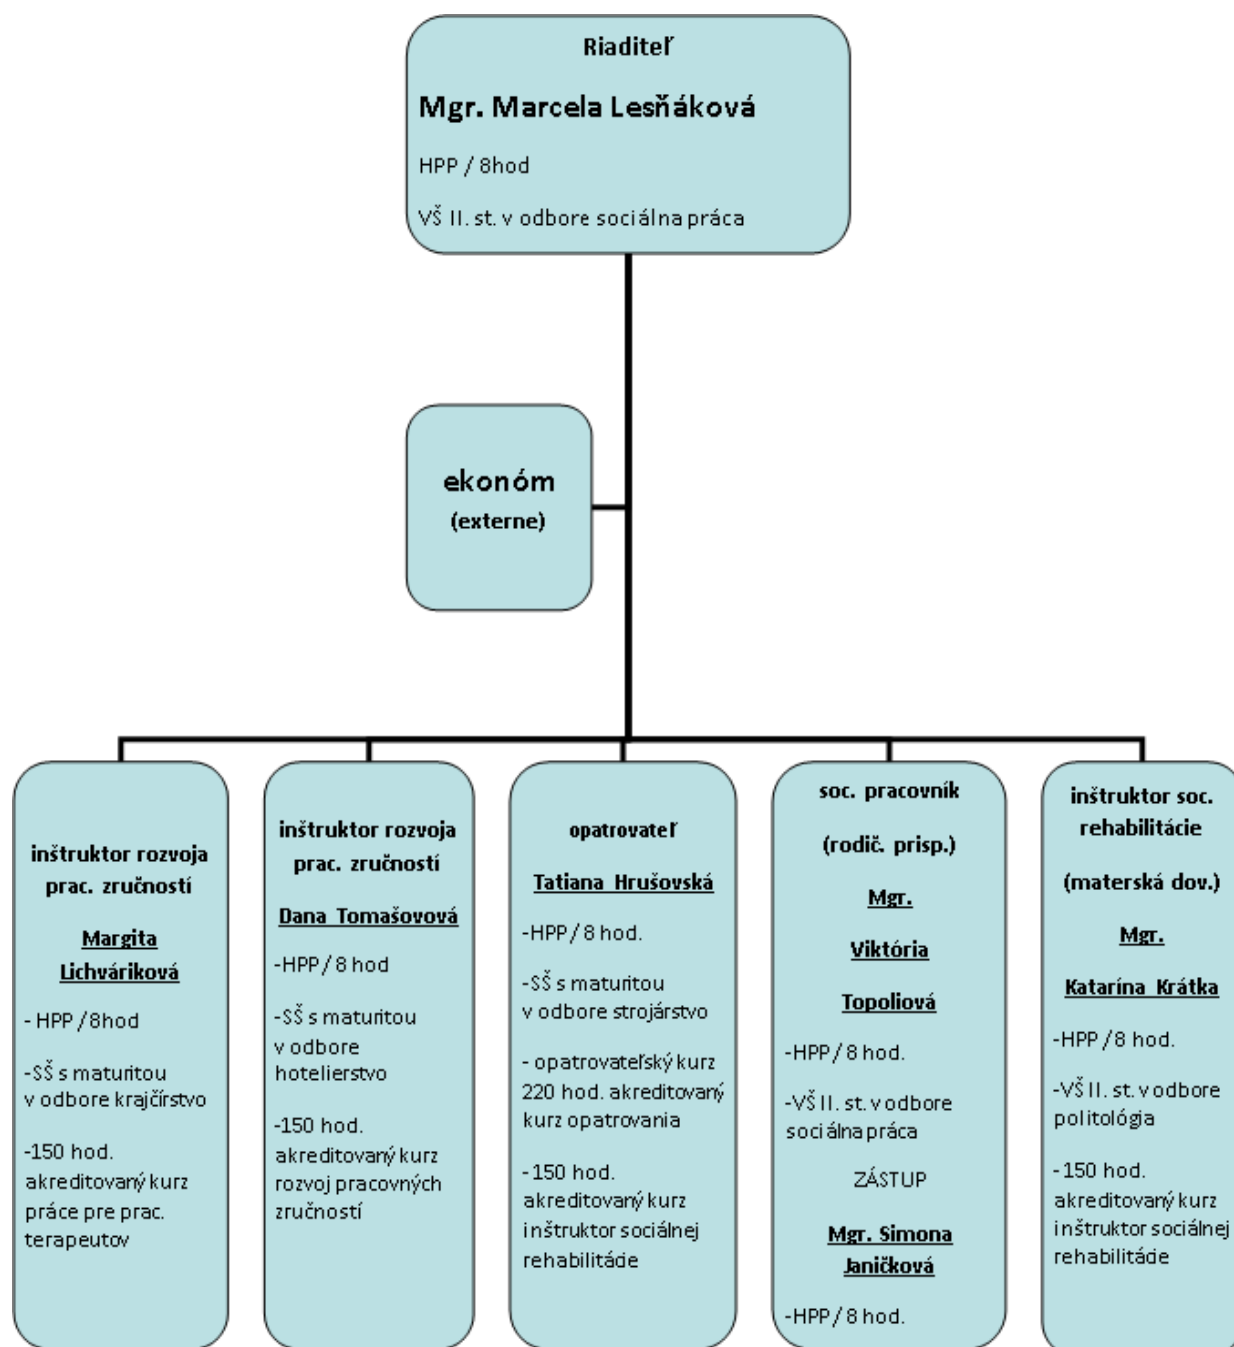 Riaditeľ
Mgr. Marcela Lesňáková
HPP / 8hod
VŠ II. st. v odbore sociálna práca
ekonóm
(externe)
inštruktor rozvoja
prac. zručností
Margita
Lichváriková
- HPP / 8hod
-SŠ s maturitou
v odbore krajčírstvo
-150 hod.
akreditovaný kurz
práce pre prac.
terapeutov
inštruktor rozvoja
prac. zručností
Dana Tomašovová
-HPP / 8 hod
-SŠ s maturitou
v odbore
hotelierstvo
-150 hod.
akreditovaný kurz
rozvoj pracovných
zručností
opatrovateľ
Tatiana Hrušovská
-HPP / 8 hod.
-SŠ s maturitou
v odbore strojárstvo
- opatrovateľský kurz
220 hod. akreditovaný
kurz opatrovania
-150 hod.
akreditovaný kurz
inštruktor sociálnej
rehabilitácie
soc. pracovník
(rodič. prisp.)
Mgr.
Viktória
Topoliová
-HPP / 8 hod.
-VŠ II. st. v odbore
sociálna práca
ZÁSTUP
Mgr. Simona
Janičková
-HPP / 8 hod.
inštruktor soc.
rehabilitácie
(materská dov.)
Mgr.
Katarína Krátka
-HPP / 8 hod.
-VŠ II. st. v odbore
politológia
-150 hod.
akreditovaný kurz
inštruktor sociálnej
rehabilitácie